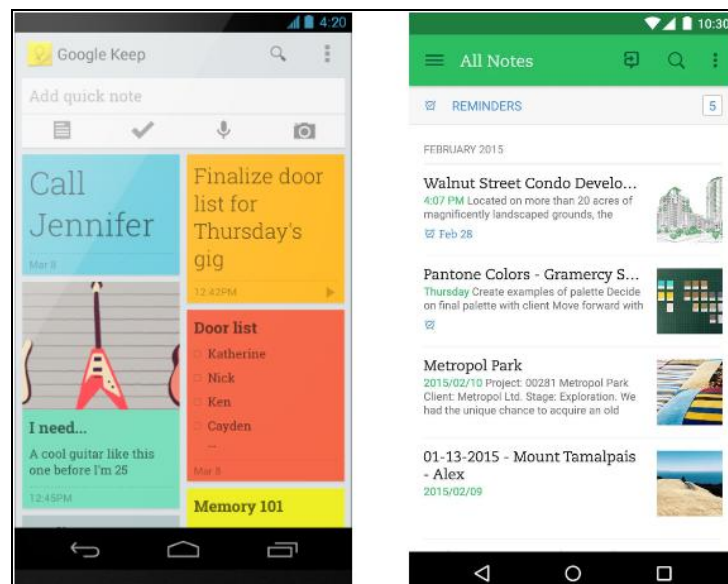 4:20
Google Keep
Add quick note
Call
Jennifer
Mar 8
I need...
A cool guitar like this
one before I'm 25
12:45PM
Finalize door
list for
Thursday's
gig
12:42PM
Door list
Katherine
Nick
Ken
Cayden
...
Mar 8
Memory 101
10:30
All Notes
REMINDERS
5
FEBRUARY 2015
Walnut Street Condo Develo...
4:07 PM Located on more than 20 acres of
magnificently landscaped grounds, the
Feb 28
Pantone Colors - Gramercy S...
Thursday Create examples of palette Decide
on final palette with client Move forward with
Metropol Park
2015/02/10 Project: 00281 Metropol Park
Client: Metropol Ltd. Stage: Exploration. We
had the unique chance to acquire an old
01-13-2015 - Mount Tamalpais
- Alex
2015/02/09